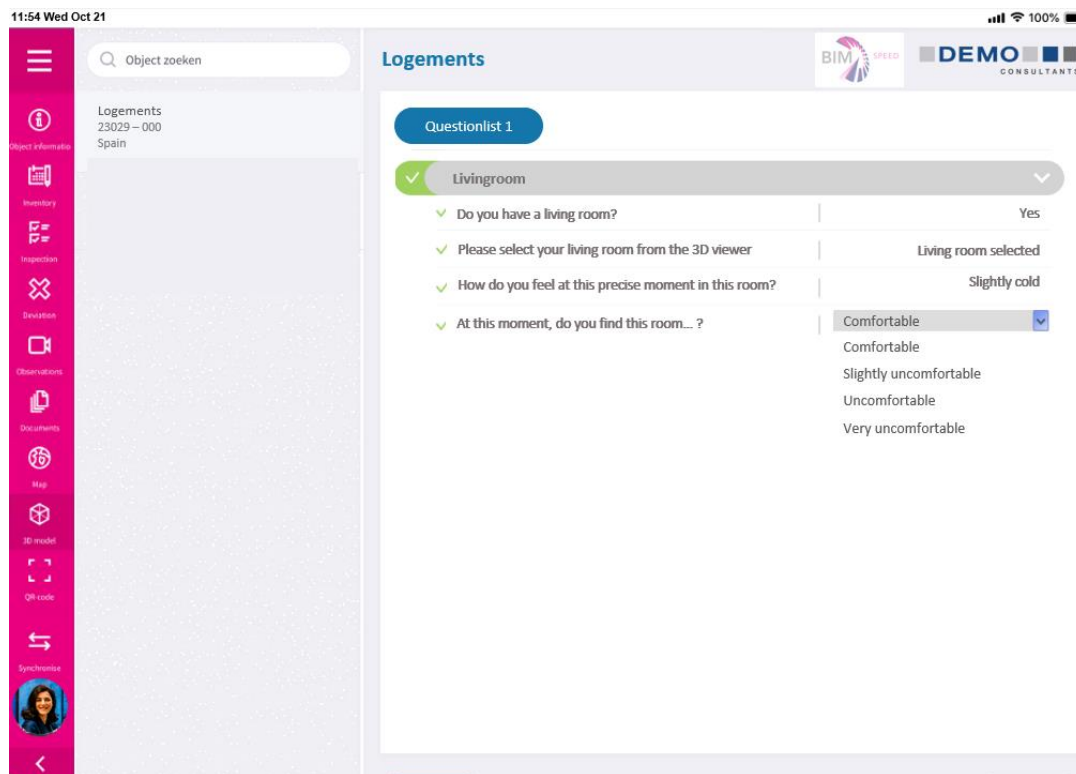 11:54 Wed Oct 21
100%
Object zoeken
Logements
23029 – 000
Spain
Object informatio
Inventory
Inspection
Deviation
Observations
Documents
Map
3D model
QR-code
Synchronise
Logements
BIM SPEED
DEMO
CONSULTANTS
Questionlist 1
Livingroom
Do you have a living room? Yes
Please select your living room from the 3D viewer Living room selected
How do you feel at this precise moment in this room? Slightly cold
At this moment, do you find this room... ? Comfortable
Comfortable
Slightly uncomfortable
Uncomfortable
Very uncomfortable